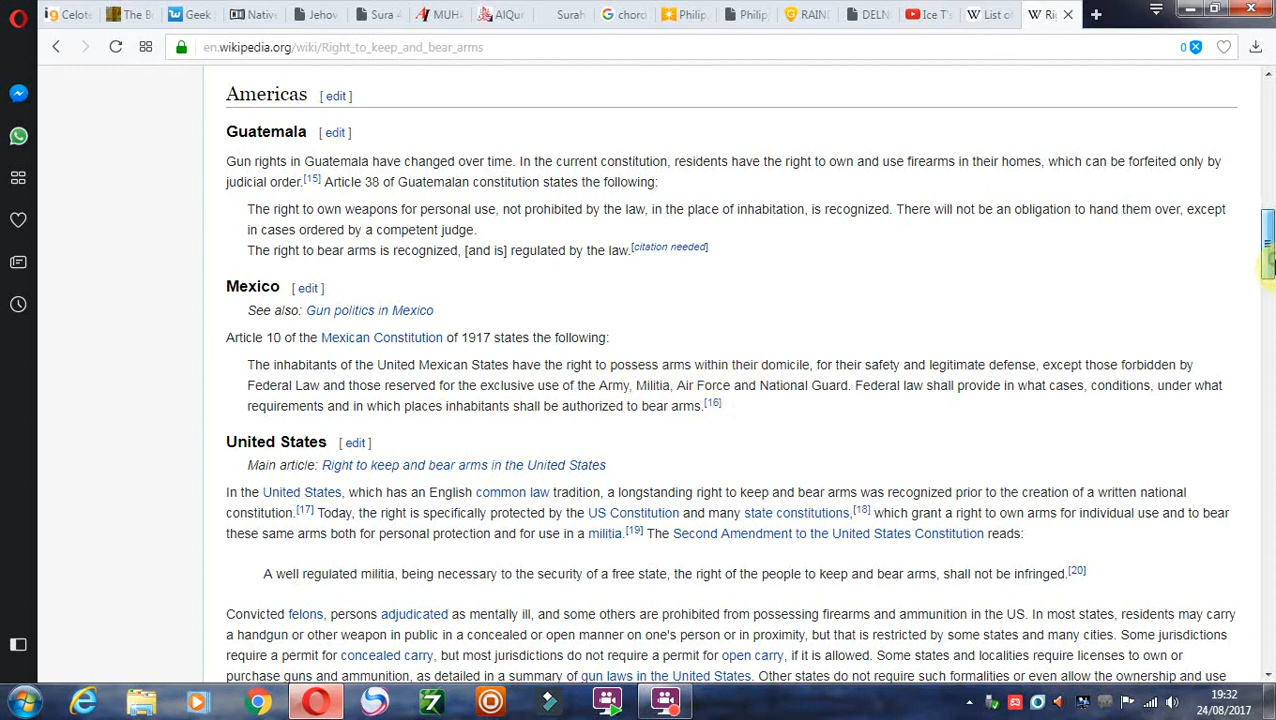 Celot
The B
Geek
Nativ
Jehov
Sura
MUH
AlQur
Surah
chord
Philip
Philip
RAIN
DELN
Ice T
List o
Ri
en.wikipedia.org/wiki/Right_to_keep_and_bear_arms
0
Americas [ edit ]
Guatemala [ edit ]
Gun rights in Guatemala have changed over time. In the current constitution, residents have the right to own and use firearms in their homes, which can be forfeited only by
judicial order.[15] Article 38 of Guatemalan constitution states the following:
The right to own weapons for personal use, not prohibited by the law, in the place of inhabitation, is recognized. There will not be an obligation to hand them over, except
in cases ordered by a competent judge.
The right to bear arms is recognized, [and is] regulated by the law.[citation needed]
Mexico [ edit ]
See also: Gun politics in Mexico
Article 10 of the Mexican Constitution of 1917 states the following:
The inhabitants of the United Mexican States have the right to possess arms within their domicile, for their safety and legitimate defense, except those forbidden by
Federal Law and those reserved for the exclusive use of the Army, Militia, Air Force and National Guard. Federal law shall provide in what cases, conditions, under what
requirements and in which places inhabitants shall be authorized to bear arms.[16]
United States [ edit ]
Main article: Right to keep and bear arms in the United States
In the United States, which has an English common law tradition, a longstanding right to keep and bear arms was recognized prior to the creation of a written national
constitution.[17] Today, the right is specifically protected by the US Constitution and many state constitutions,[18] which grant a right to own arms for individual use and to bear
these same arms both for personal protection and for use in a militia.[19] The Second Amendment to the United States Constitution reads:
A well regulated militia, being necessary to the security of a free state, the right of the people to keep and bear arms, shall not be infringed.[20]
Convicted felons, persons adjudicated as mentally ill, and some others are prohibited from possessing firearms and ammunition in the US. In most states, residents may carry
a handgun or other weapon in public in a concealed or open manner on one's person or in proximity, but that is restricted by some states and many cities. Some jurisdictions
require a permit for concealed carry, but most jurisdictions do not require a permit for open carry, if it is allowed. Some states and localities require licenses to own or
purchase guns and ammunition, as detailed in a summary of gun laws in the United States. Other states do not require such formalities or even allow the ownership and use
19:32
24/08/2017